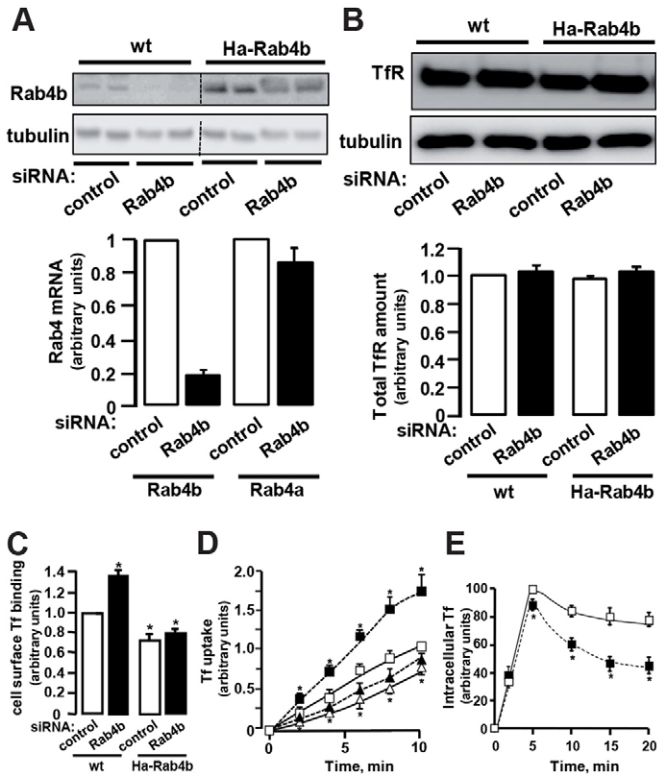 A
wt
Ha-Rab4b
Rab4b
tubulin
siRNA:
control
Rab4b
control
Rab4b
Rab4 mRNA
(arbitrary units)
1
0.8
0.6
0.4
0.2
0
siRNA:
control
Rab4b
control
Rab4b
Rab4b
Rab4a
B
wt
Ha-Rab4b
TfR
tubulin
siRNA:
control
Rab4b
control
Rab4b
Total TfR amount
(arbitrary units)
1.2
1.0
0.8
0.6
0.4
0.2
0
siRNA:
control
Rab4b
control
Rab4b
wt
Ha-Rab4b
C
cell surface Tf binding
(arbitrary units)
1.4
1.2
1.0
0.8
0.6
0.4
0.2
0
*
*
*
siRNA:
control
Rab4b
control
Rab4b
wt
Ha-Rab4b
D
Tf uptake
(arbitrary units)
2.0
1.5
1.0
0.5
0
* * * * *
* * * * *
0 5 10
Time, min
E
Intracellular Tf
(arbitrary units)
100
80
60
40
20
0
* * * *
0 5 10 15 20
Time, min